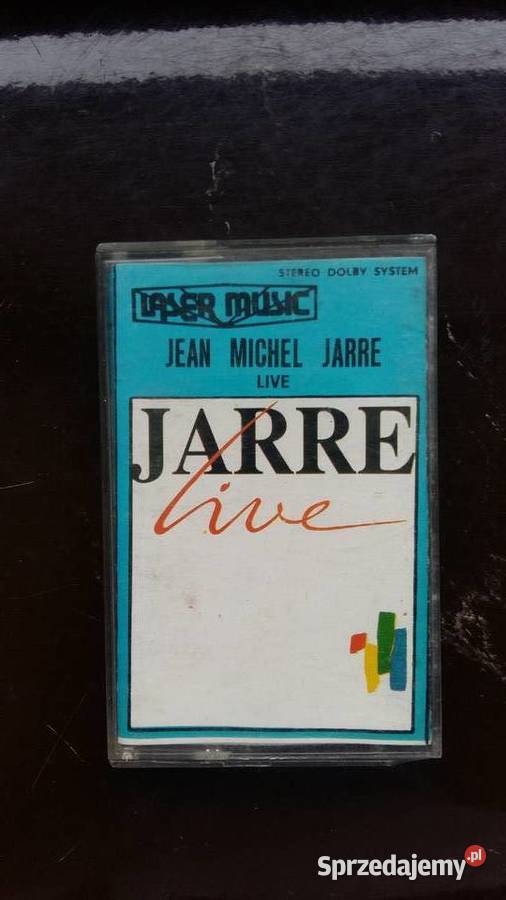 STEREO DOLBY SYSTEM
LASER MUSIC
JEAN MICHEL JARRE
LIVE
JARRE
live
Sprzedajemy.pl